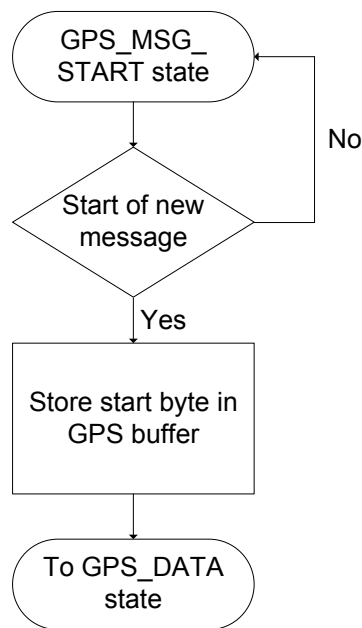 GPS_MSG_
START state
No
Start of new
message
Yes
Store start byte in
GPS buffer
To GPS_DATA
state